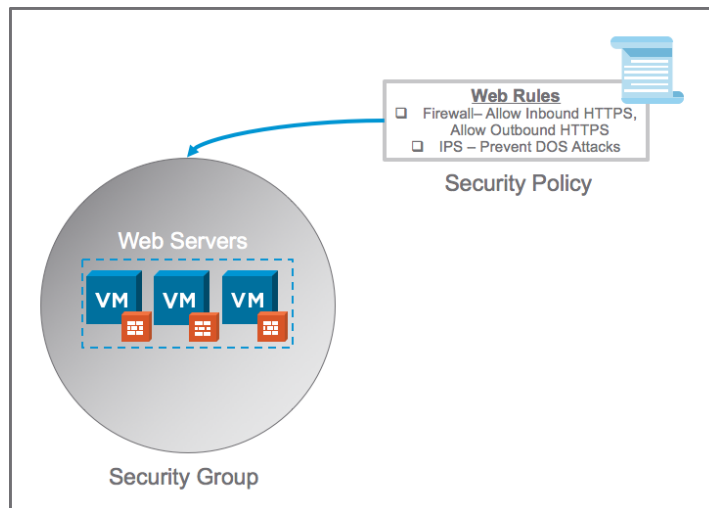 Web Rules
❑ Firewall– Allow Inbound HTTPS,
Allow Outbound HTTPS
❑ IPS – Prevent DOS Attacks
Security Policy
Web Servers
VM VM VM
Security Group